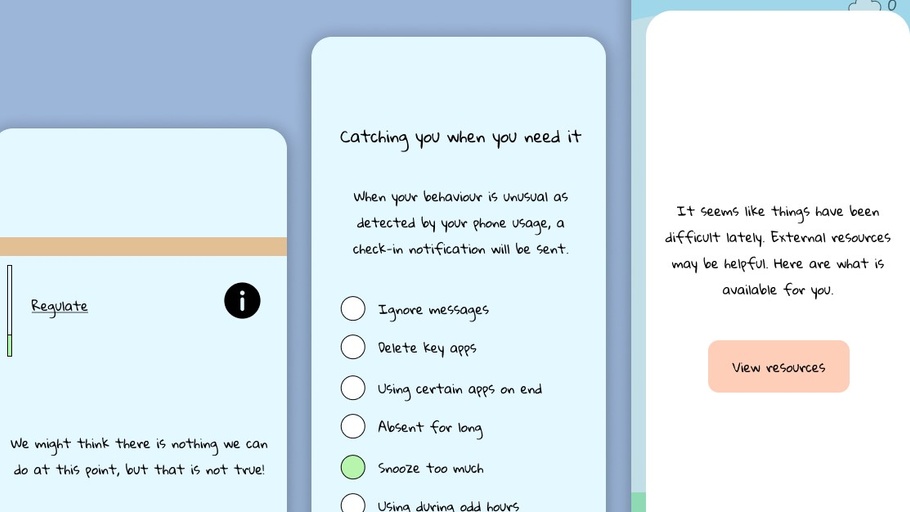 Regulate
i
We might think there is nothing we can
do at this point, but that is not true!
Catching you when you need it
When your behaviour is unusual as
detected by your phone usage, a
check-in notification will be sent.
Ignore messages
Delete key apps
Using certain apps on end
Absent for long
Snooze too much
Using during odd hours
0
It seems like things have been
difficult lately. External resources
may be helpful. Here are what is
available for you.
View resources